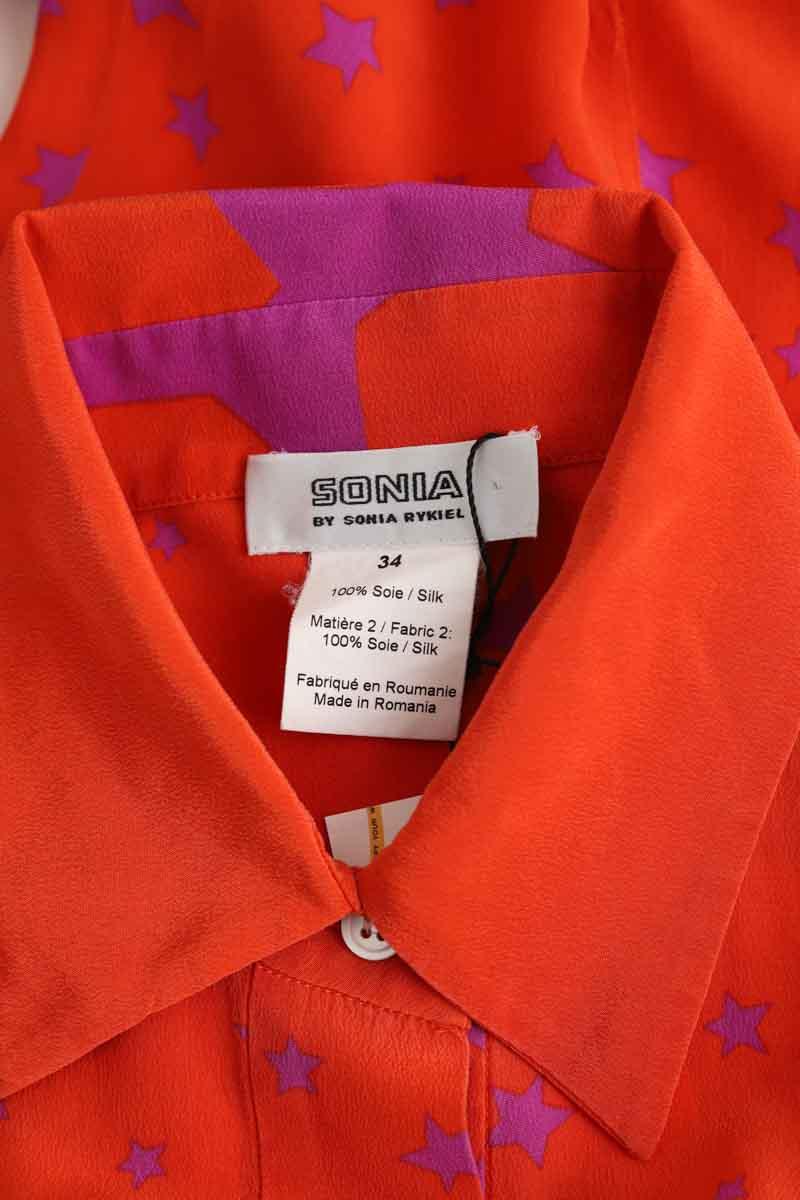 SONIA
BY SONIA RYKIEL
34
100% Soie / Silk
Matière 2 / Fabric 2:
100% Soie / Silk
Fabriqué en Roumanie
Made in Romania